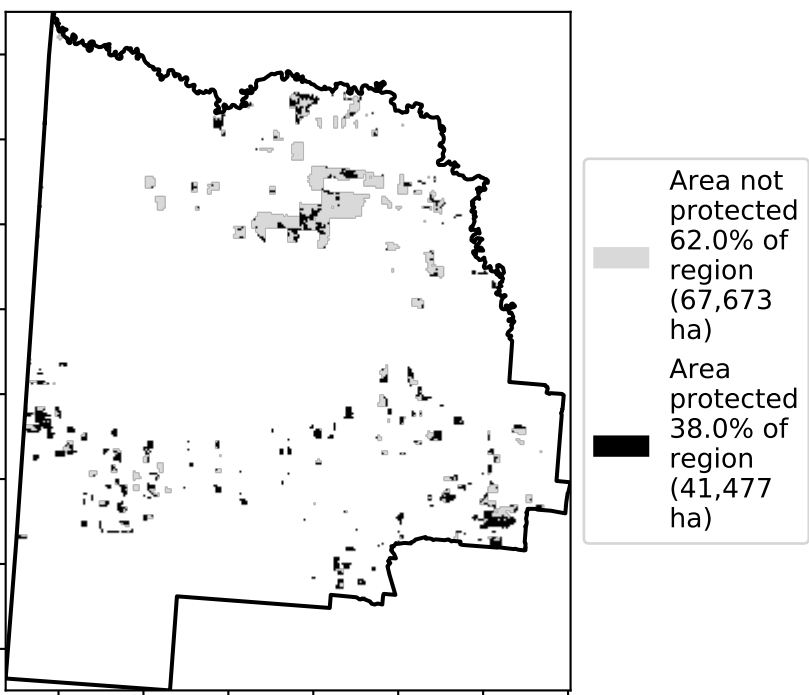 Area not
protected
62.0% of
region
(67,673
ha)
Area
protected
38.0% of
region
(41,477
ha)